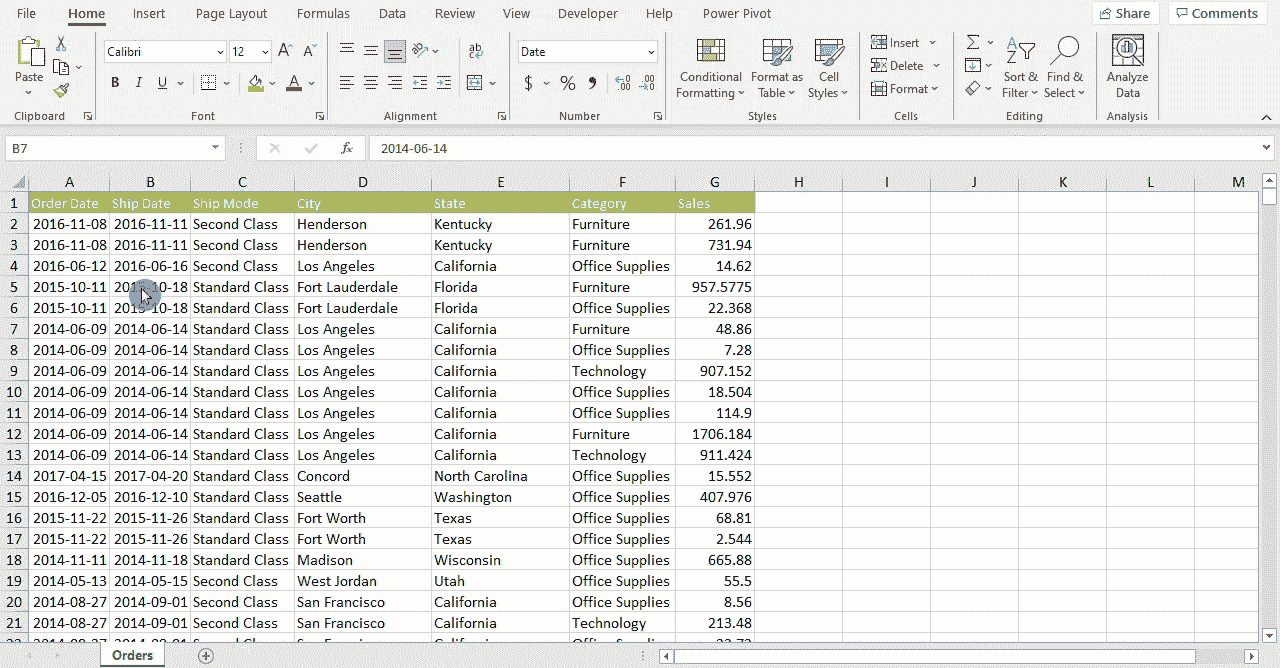 File Home Insert Page Layout Formulas Data Review View Developer Help Power Pivot Share Comments
Paste Calibri 12 B I U A ab Date $ % Conditional Formatting Format as Table Cell Styles Insert Delete Format Sort & Filter Find & Select Analyze Data
Clipboard Font Alignment Number Styles Cells Editing Analysis
B7 fx 2014-06-14
A B C D E F G H I J K L M
1 Order Date Ship Date Ship Mode City State Category Sales
2 2016-11-08 2016-11-11 Second Class Henderson Kentucky Furniture 261.96
3 2016-11-08 2016-11-11 Second Class Henderson Kentucky Furniture 731.94
4 2016-06-12 2016-06-16 Second Class Los Angeles California Office Supplies 14.62
5 2015-10-11 2015-10-18 Standard Class Fort Lauderdale Florida Furniture 957.5775
6 2015-10-11 2015-10-18 Standard Class Fort Lauderdale Florida Office Supplies 22.368
7 2014-06-09 2014-06-14 Standard Class Los Angeles California Furniture 48.86
8 2014-06-09 2014-06-14 Standard Class Los Angeles California Office Supplies 7.28
9 2014-06-09 2014-06-14 Standard Class Los Angeles California Technology 907.152
10 2014-06-09 2014-06-14 Standard Class Los Angeles California Office Supplies 18.504
11 2014-06-09 2014-06-14 Standard Class Los Angeles California Office Supplies 114.9
12 2014-06-09 2014-06-14 Standard Class Los Angeles California Furniture 1706.184
13 2014-06-09 2014-06-14 Standard Class Los Angeles California Technology 911.424
14 2017-04-15 2017-04-20 Standard Class Concord North Carolina Office Supplies 15.552
15 2016-12-05 2016-12-10 Standard Class Seattle Washington Office Supplies 407.976
16 2015-11-22 2015-11-26 Standard Class Fort Worth Texas Office Supplies 68.81
17 2015-11-22 2015-11-26 Standard Class Fort Worth Texas Office Supplies 2.544
18 2014-11-11 2014-11-18 Standard Class Madison Wisconsin Office Supplies 665.88
19 2014-05-13 2014-05-15 Second Class West Jordan Utah Office Supplies 55.5
20 2014-08-27 2014-09-01 Second Class San Francisco California Office Supplies 8.56
21 2014-08-27 2014-09-01 Second Class San Francisco California Technology 213.48
Orders